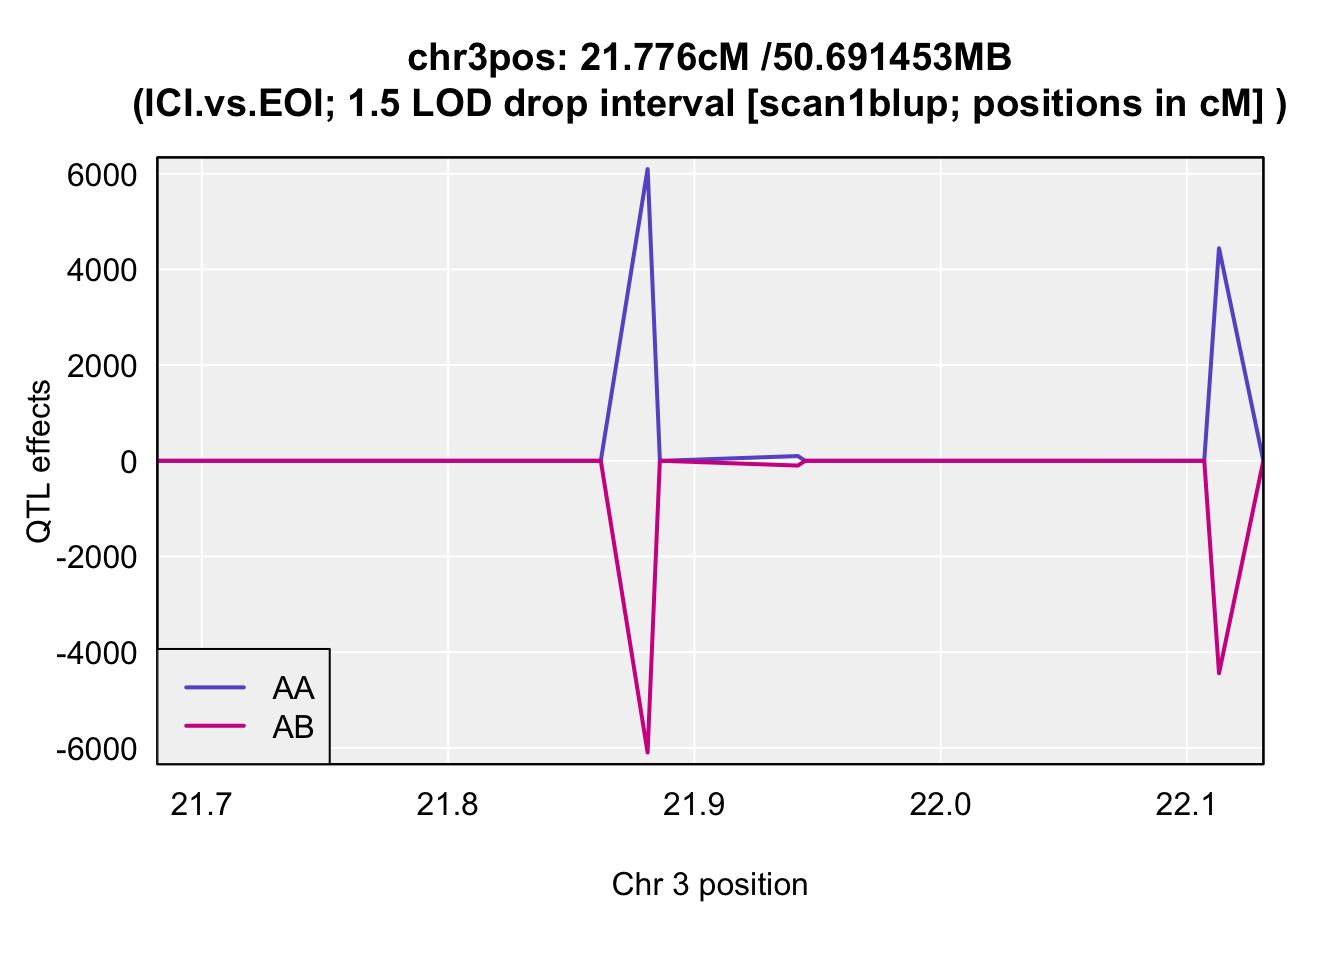 chr3pos: 21.776cM /50.691453MB
(ICI.vs.EOI; 1.5 LOD drop interval [scan1blup; positions in cM] )
QTL effects
6000
4000
2000
0
-2000
-4000
-6000
AA
AB
21.7 21.8 21.9 22.0 22.1
Chr 3 position